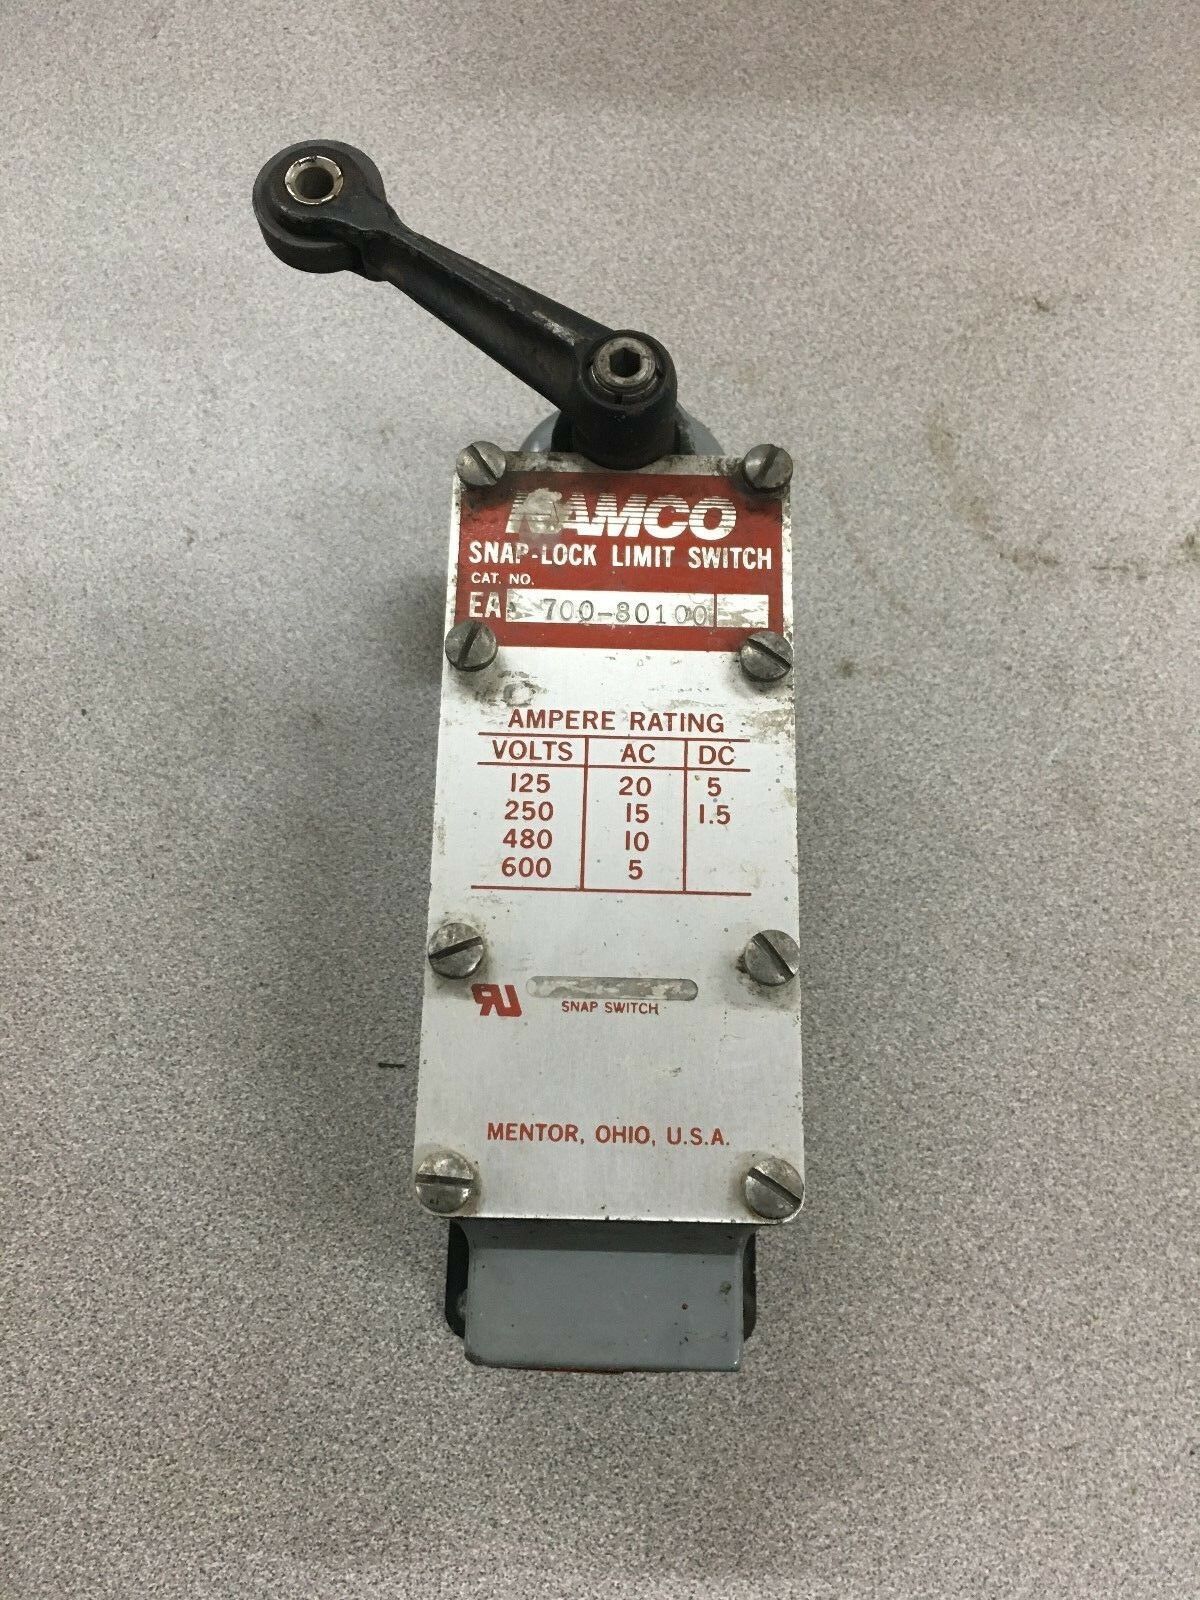 NAMCO
SNAP-LOCK LIMIT SWITCH
CAT. NO.
EA 700-80100
AMPERE RATING
VOLTS AC DC
125 20 5
250 15 1.5
480 10
600 5
RU
SNAP SWITCH
MENTOR, OHIO, U.S.A.